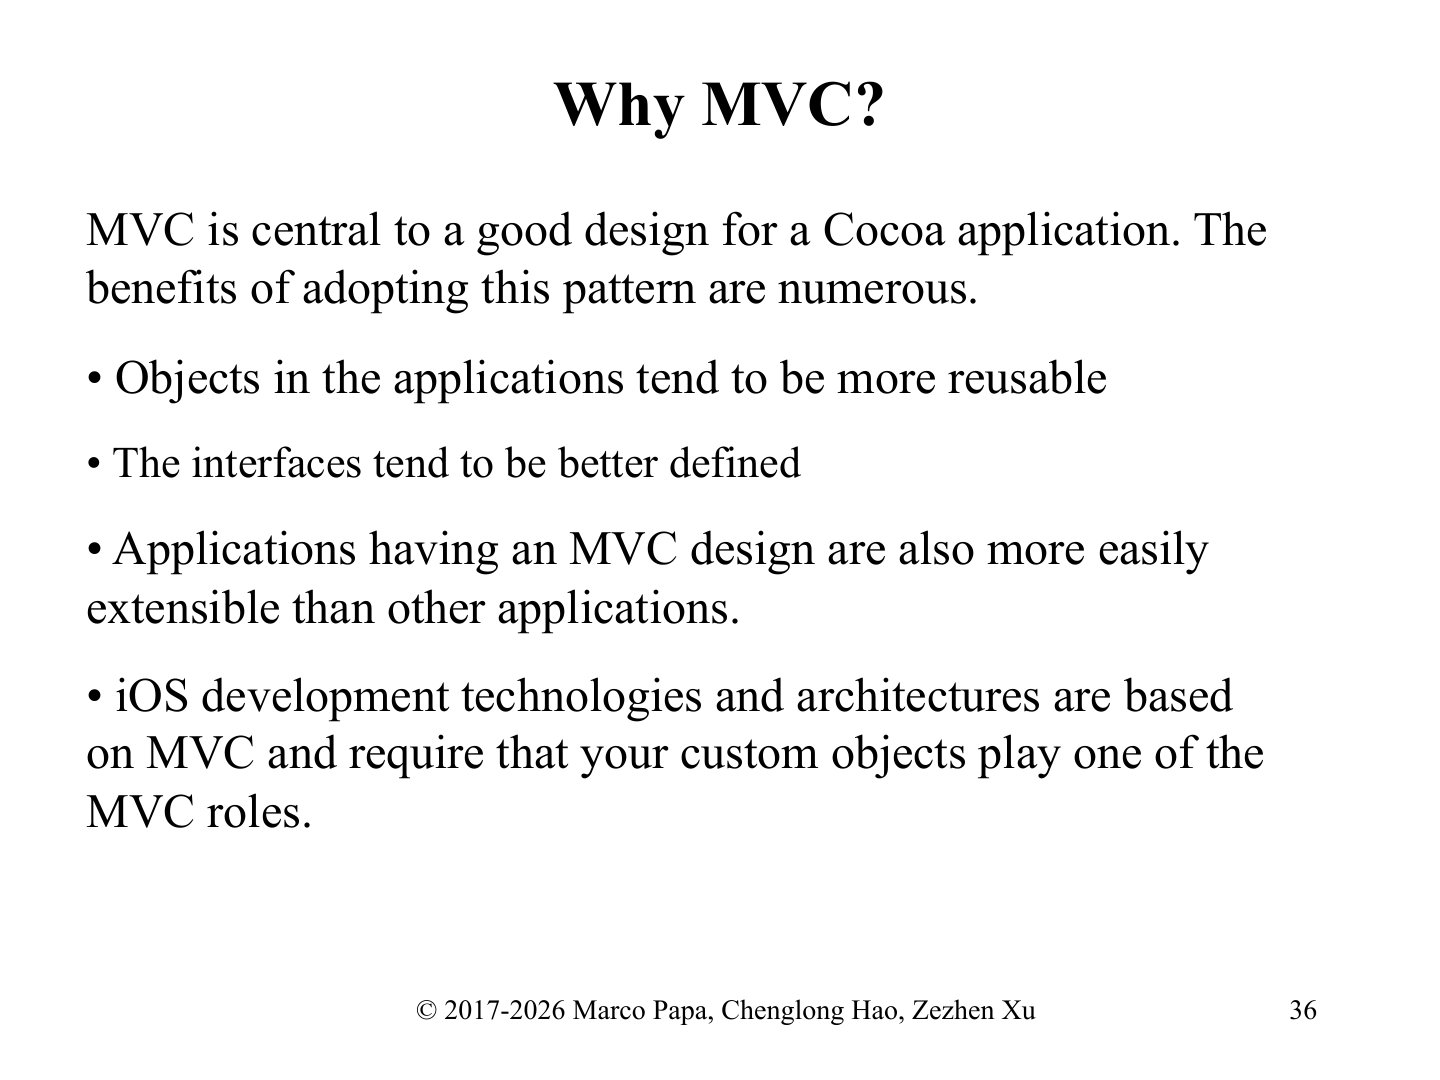 Why MVC?
MVC is central to a good design for a Cocoa application. The
benefits of adopting this pattern are numerous.
• Objects in the applications tend to be more reusable
• The interfaces tend to be better defined
• Applications having an MVC design are also more easily
extensible than other applications.
• iOS development technologies and architectures are based
on MVC and require that your custom objects play one of the
MVC roles.
© 2017-2026 Marco Papa, Chenglong Hao, Zezhen Xu
36